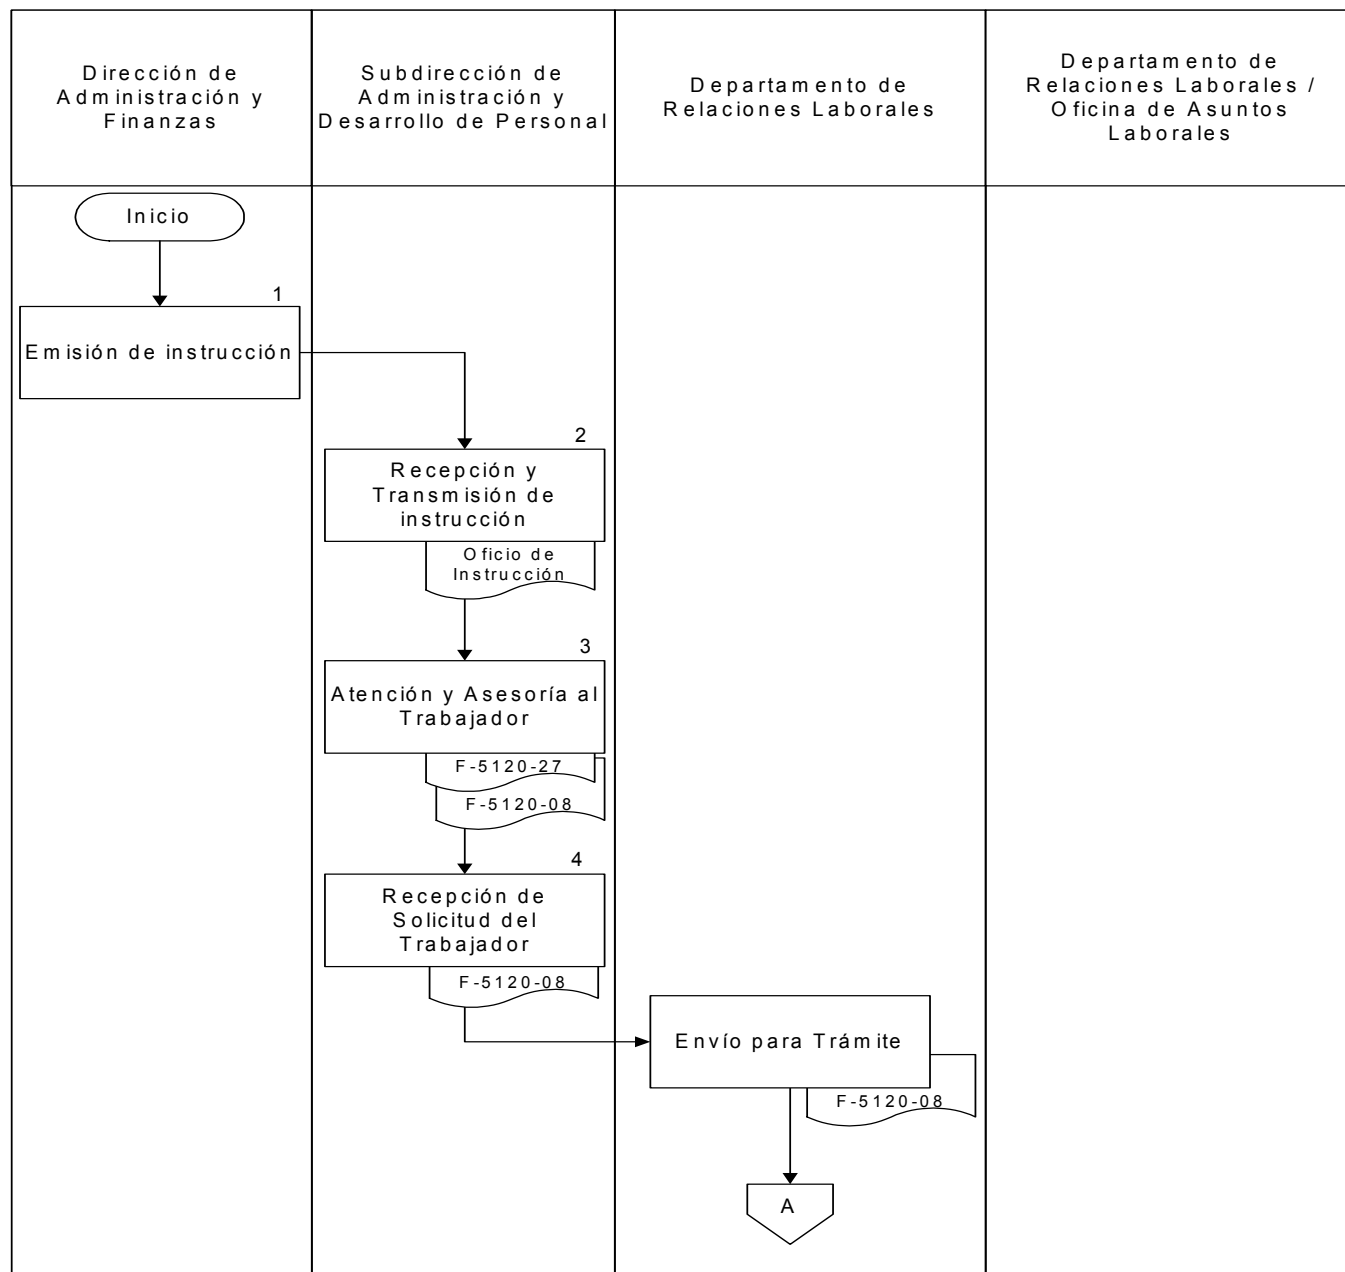 Dirección de
Administración y
Finanzas
Subdirección de
Administración y
Desarrollo de Personal
Departamento de
Relaciones Laborales
Departamento de
Relaciones Laborales /
Oficina de Asuntos
Laborales
Inicio
1
Emisión de instrucción
2
Recepción y
Transmisión de
instrucción
Oficio de
Instrucción
3
Atención y Asesoría al
Trabajador
F-5120-27
F-5120-08
4
Recepción de
Solicitud del
Trabajador
F-5120-08
Envío para Trámite
F-5120-08
A